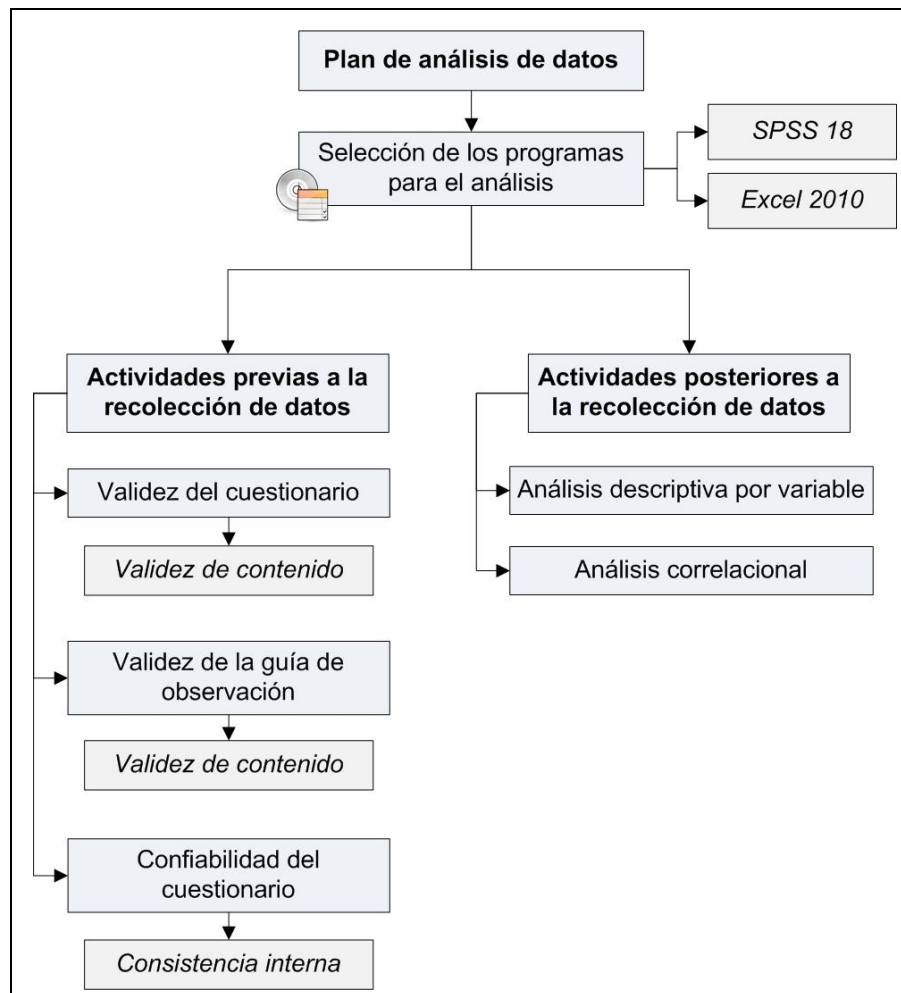 Plan de análisis de datos
Selección de los programas
para el análisis
SPSS 18
Excel 2010
Actividades previas a la
recolección de datos
Validez del cuestionario
Validez de contenido
Validez de la guía de
observación
Validez de contenido
Confiabilidad del
cuestionario
Consistencia interna
Actividades posteriores a
la recolección de datos
Análisis descriptiva por variable
Análisis correlacional